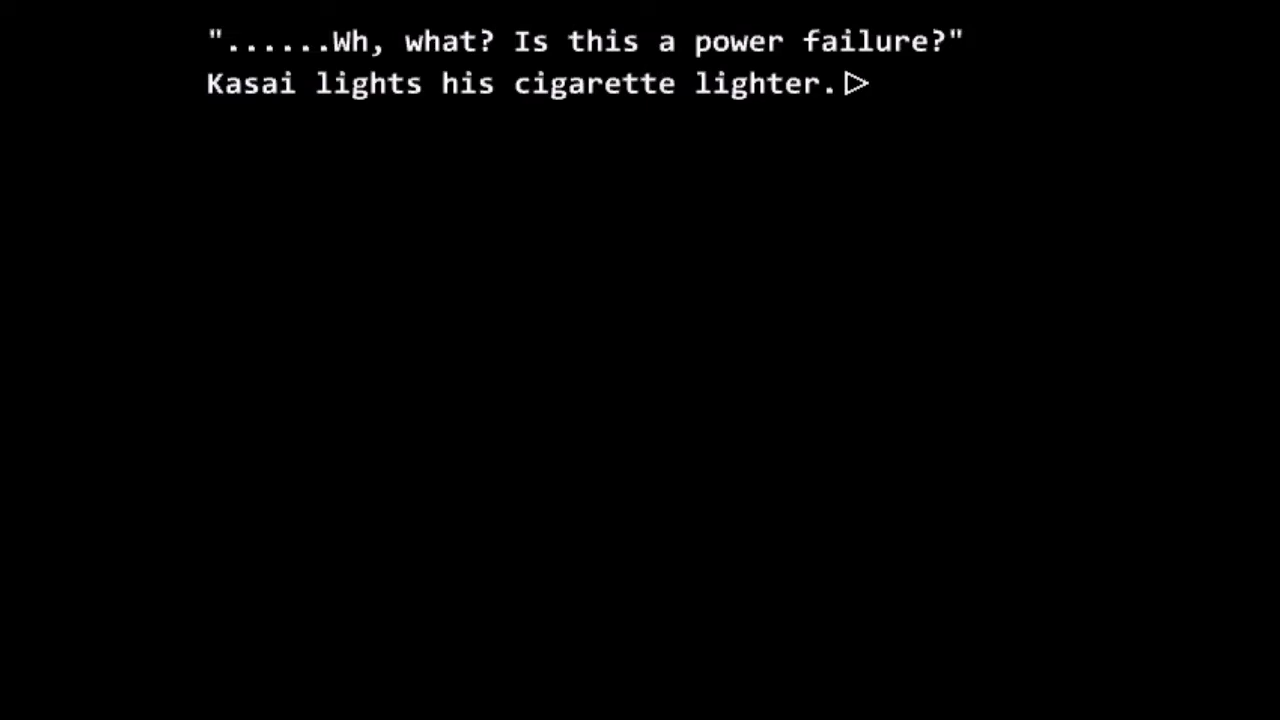 "......Wh, what? Is this a power failure?"
Kasai lights his cigarette lighter.